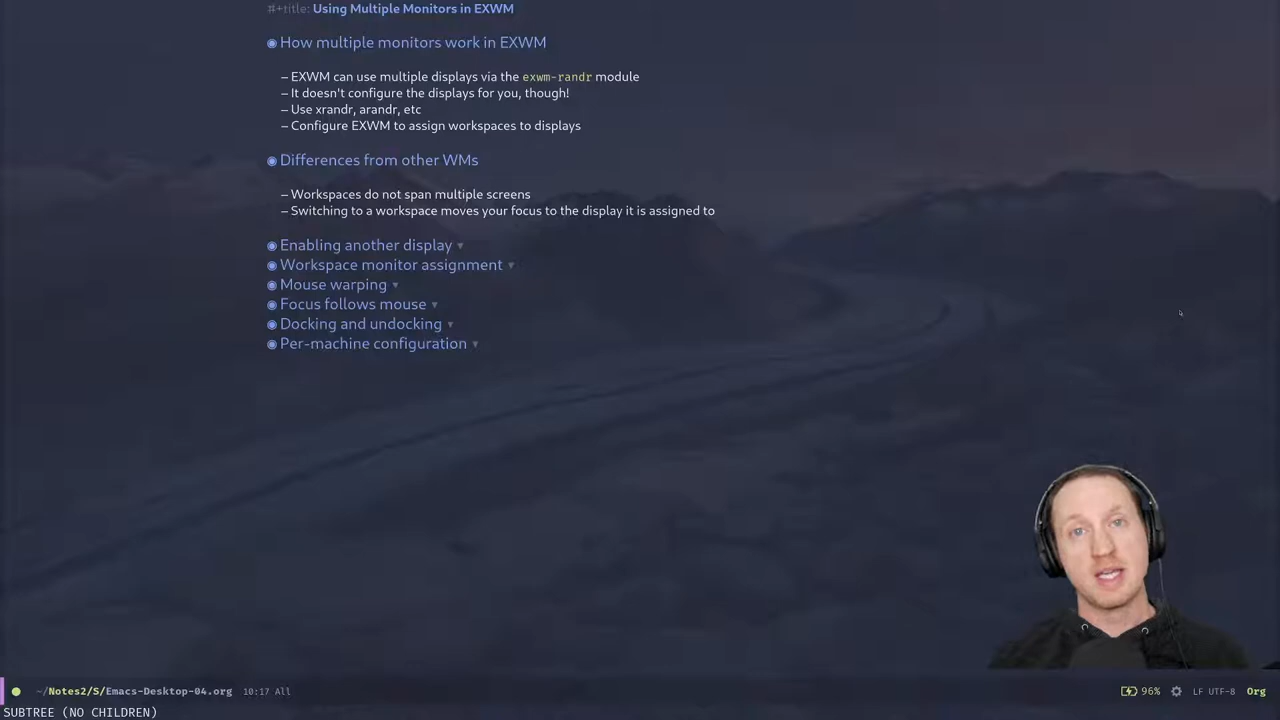 #+title: Using Multiple Monitors in EXWM
◉ How multiple monitors work in EXWM
– EXWM can use multiple displays via the exwm-randr module
– It doesn't configure the displays for you, though!
– Use xrandr, arandr, etc
– Configure EXWM to assign workspaces to displays
◉ Differences from other WMs
– Workspaces do not span multiple screens
– Switching to a workspace moves your focus to the display it is assigned to
◉ Enabling another display ▾
◉ Workspace monitor assignment ▾
◉ Mouse warping ▾
◉ Focus follows mouse ▾
◉ Docking and undocking ▾
◉ Per-machine configuration ▾
~/Notes2/S/Emacs-Desktop-04.org 10:17 All 96% LF UTF-8 Org
SUBTREE (NO CHILDREN)